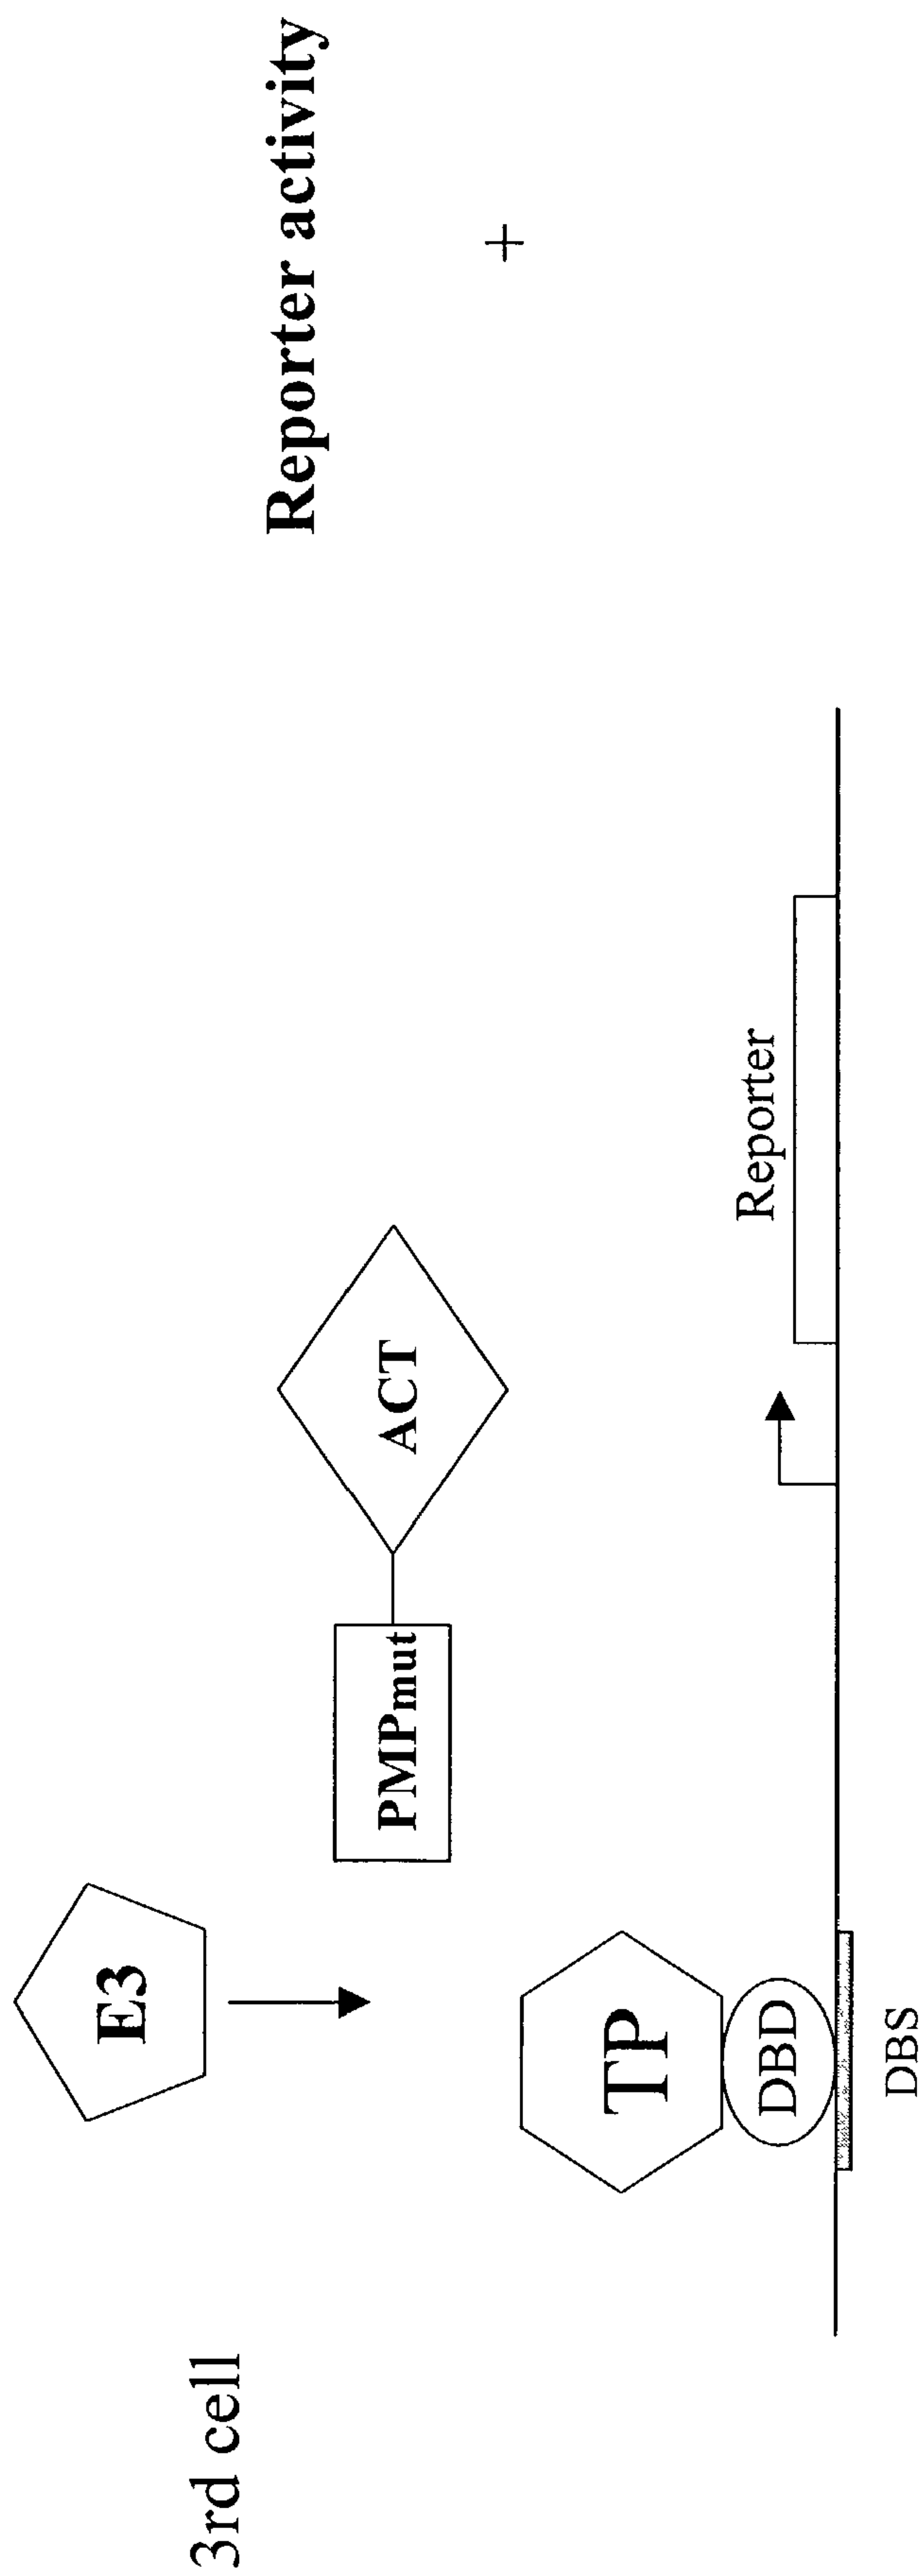 3rd cell
E3
Reporter activity
PMPmut
ACT
+
TP
DBD
Reporter
DBS